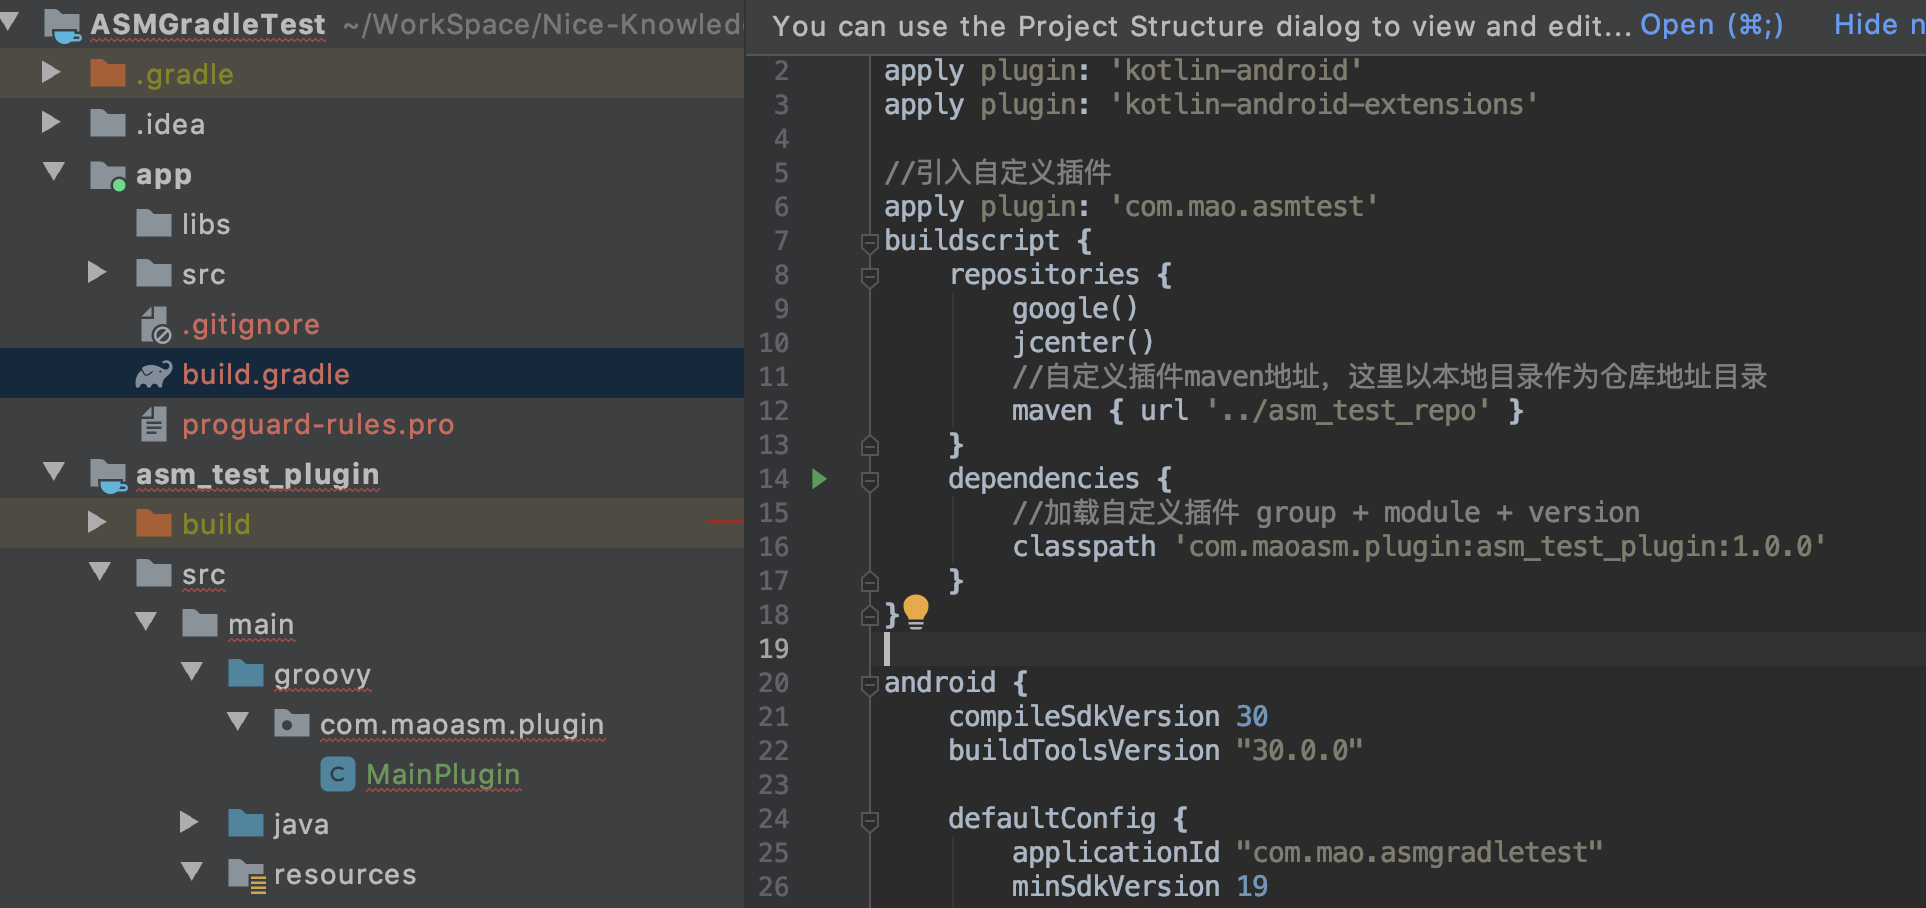 ASMGradleTest ~/WorkSpace/Nice-Knowled
.gradle
.idea
app
libs
src
.gitignore
build.gradle
proguard-rules.pro
asm_test_plugin
build
src
main
groovy
com.maoasm.plugin
MainPlugin
java
resources
You can use the Project Structure dialog to view and edit... Open (⌘;) Hide n
2 apply plugin: 'kotlin-android'
3 apply plugin: 'kotlin-android-extensions'
4
5 //引入自定义插件
6 apply plugin: 'com.mao.asmtest'
7 buildscript {
8 repositories {
9 google()
10 jcenter()
11 //自定义插件maven地址，这里以本地目录作为仓库地址目录
12 maven { url '../asm_test_repo' }
13 }
14 dependencies {
15 //加载自定义插件 group + module + version
16 classpath 'com.maoasm.plugin:asm_test_plugin:1.0.0'
17 }
18 }
19
20 android {
21 compileSdkVersion 30
22 buildToolsVersion "30.0.0"
23
24 defaultConfig {
25 applicationId "com.mao.asmgradletest"
26 minSdkVersion 19